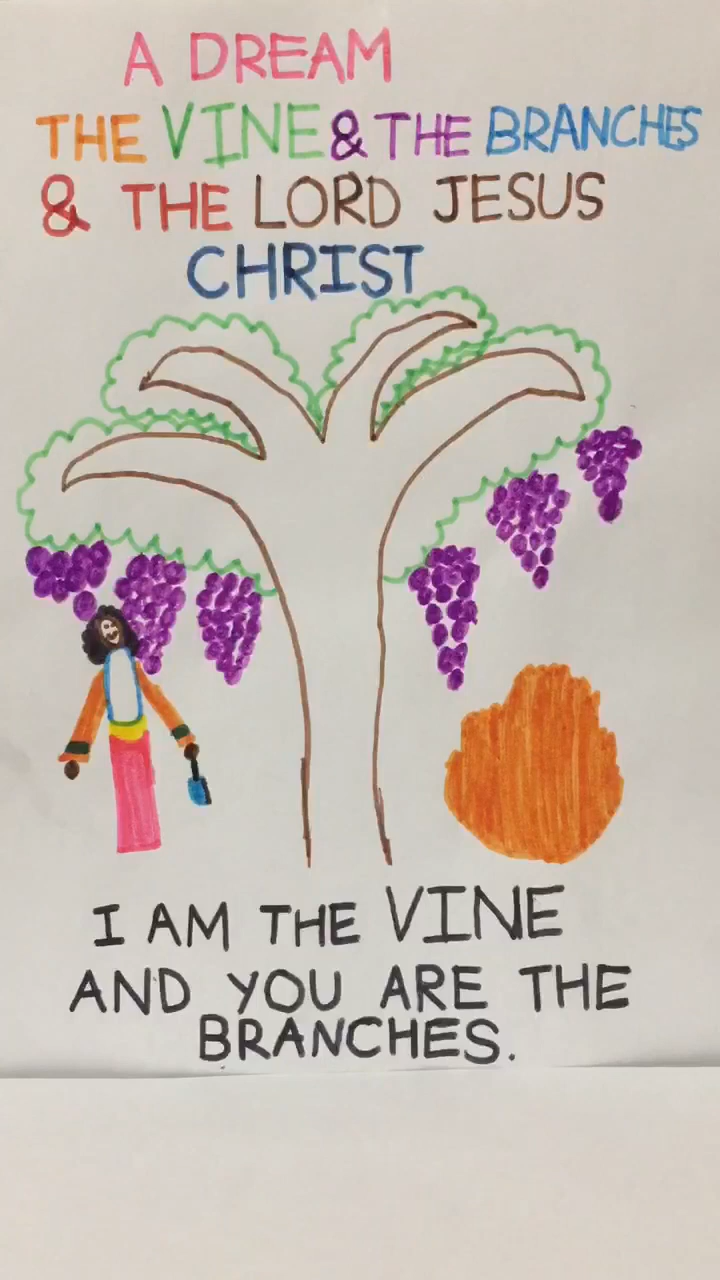 A DREAM
THE VINE & THE BRANCHES
& THE LORD JESUS
CHRIST
I AM THE VINE
AND YOU ARE THE
BRANCHES.